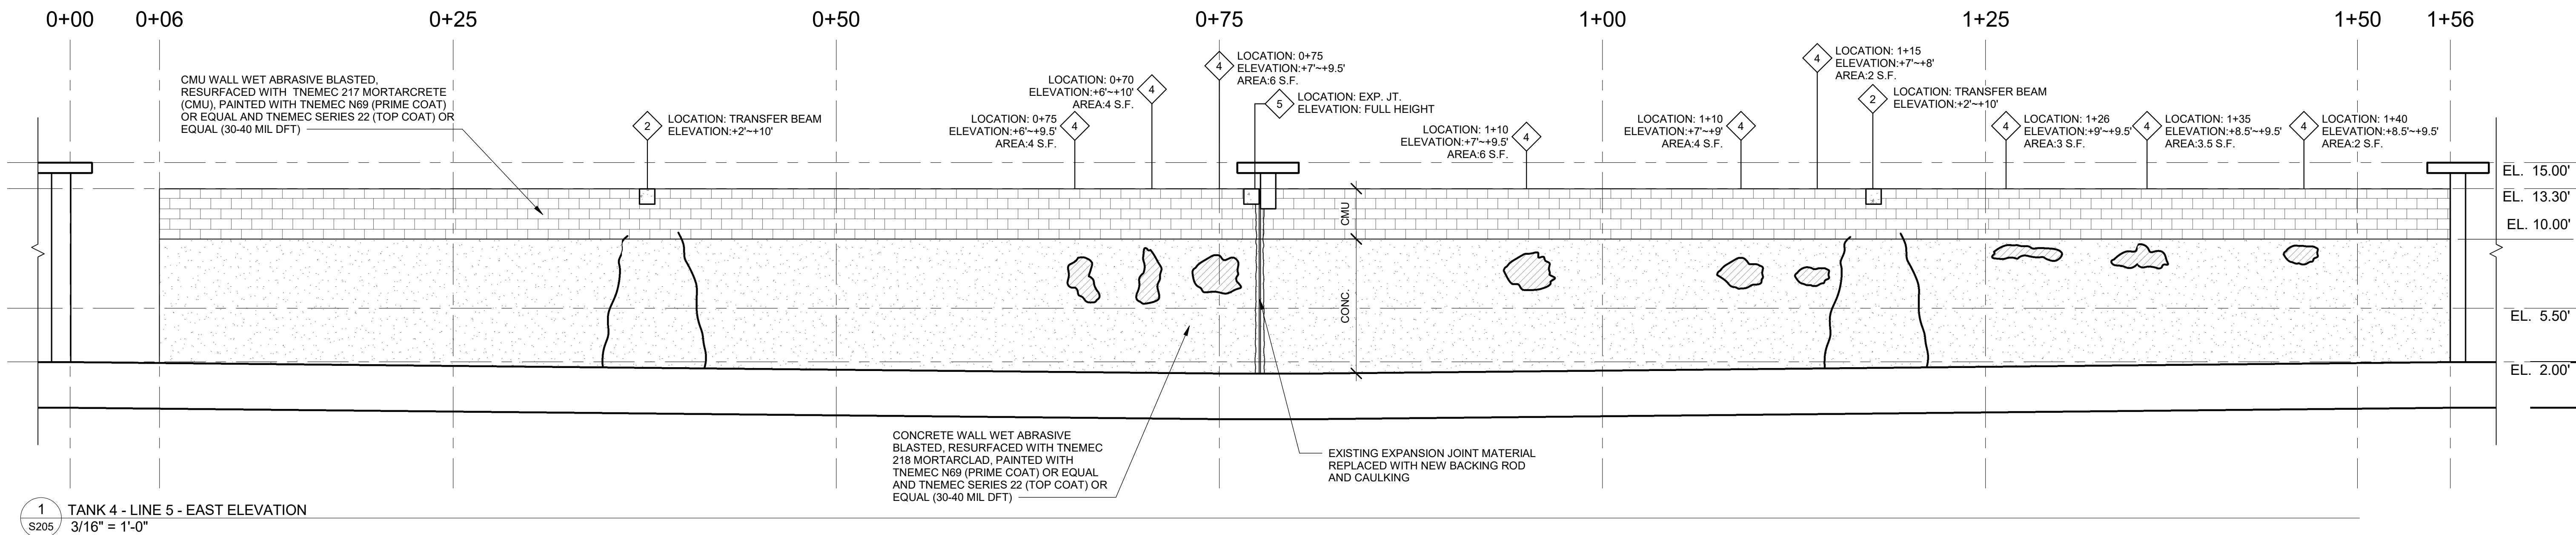 0+00 0+06 0+25 0+50 0+75 1+00 1+25 1+50 1+56
CMU WALL WET ABRASIVE BLASTED,
RESURFACED WITH TNEMEC 217 MORTARCRETE
(CMU), PAINTED WITH TNEMEC N69 (PRIME COAT)
OR EQUAL AND TNEMEC SERIES 22 (TOP COAT) OR
EQUAL (30-40 MIL DFT)
2
LOCATION: TRANSFER BEAM
ELEVATION:+2'~+10'
LOCATION: 0+75
ELEVATION:+6'~+9.5'
AREA:4 S.F.
4
LOCATION: 0+70
ELEVATION:+6'~+10'
AREA:4 S.F.
4
4
LOCATION: 0+75
ELEVATION:+7'~+9.5'
AREA:6 S.F.
5
LOCATION: EXP. JT.
ELEVATION: FULL HEIGHT
LOCATION: 1+10
ELEVATION:+7'~+9.5'
AREA:6 S.F.
4
LOCATION: 1+10
ELEVATION:+7'~+9'
AREA:4 S.F.
4
4
LOCATION: 1+15
ELEVATION:+7'~+8'
AREA:2 S.F.
2
LOCATION: TRANSFER BEAM
ELEVATION:+2'~+10'
4
LOCATION: 1+26
ELEVATION:+9'~+9.5'
AREA:3 S.F.
4
LOCATION: 1+35
ELEVATION:+8.5'~+9.5'
AREA:3.5 S.F.
4
LOCATION: 1+40
ELEVATION:+8.5'~+9.5'
AREA:2 S.F.
EL. 15.00'
EL. 13.30'
EL. 10.00'
EL. 5.50'
EL. 2.00'
CMU
CONC.
CONCRETE WALL WET ABRASIVE
BLASTED, RESURFACED WITH TNEMEC
218 MORTARCLAD, PAINTED WITH
TNEMEC N69 (PRIME COAT) OR EQUAL
AND TNEMEC SERIES 22 (TOP COAT) OR
EQUAL (30-40 MIL DFT)
EXISTING EXPANSION JOINT MATERIAL
REPLACED WITH NEW BACKING ROD
AND CAULKING
1
S205
TANK 4 - LINE 5 - EAST ELEVATION
3/16" = 1'-0"